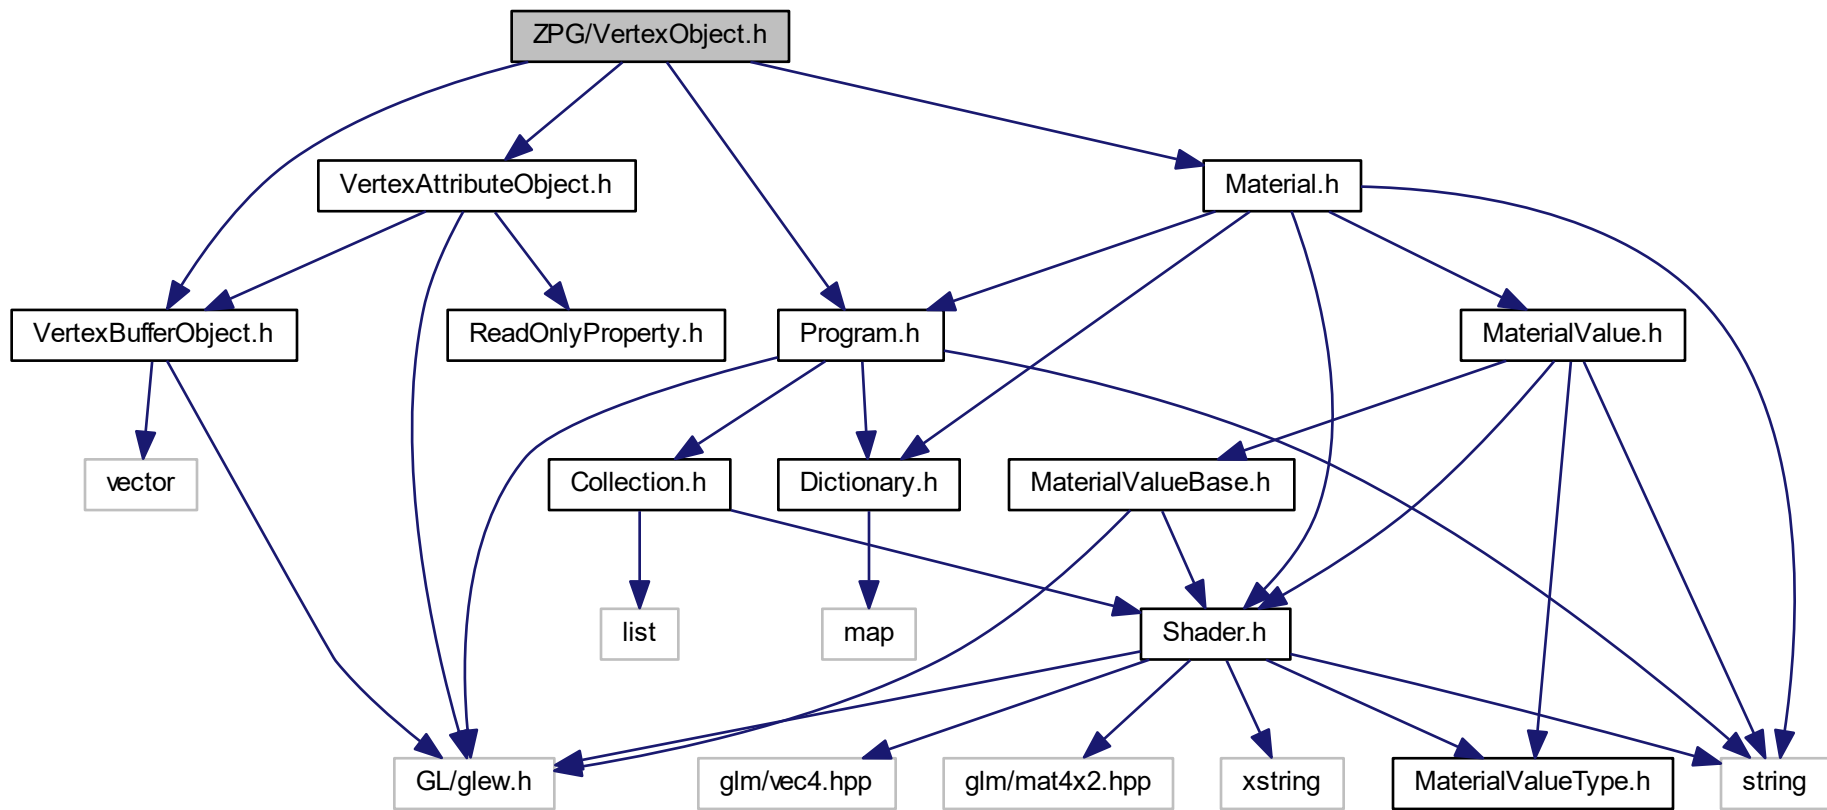 ZPG/VertexObject.h
VertexAttributeObject.h
Material.h
VertexBufferObject.h
ReadOnlyProperty.h
Program.h
MaterialValue.h
vector
Collection.h
Dictionary.h
MaterialValueBase.h
list
map
Shader.h
GL/glew.h
glm/vec4.hpp
glm/mat4x2.hpp
xstring
MaterialValueType.h
string